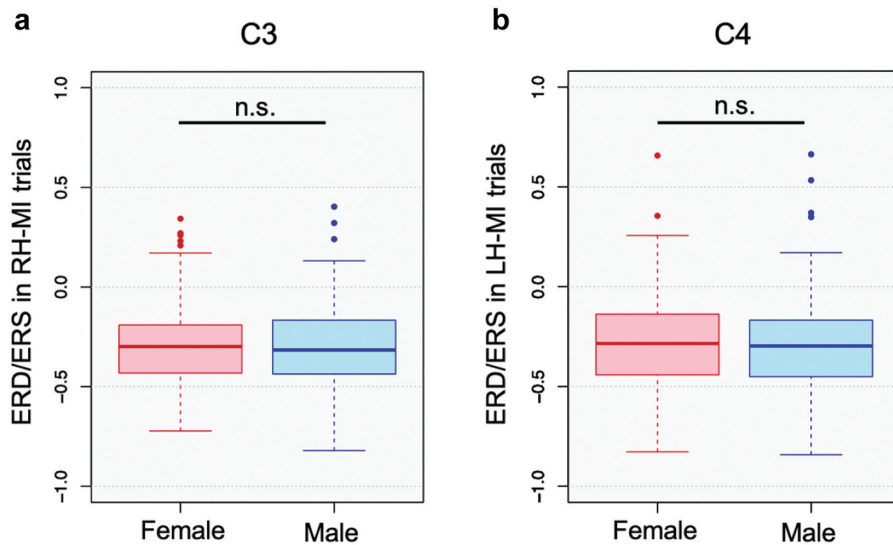 a
C3
ERD/ERS in RH-MI trials
1.0
0.5
0.0
−0.5
−1.0
n.s.
Female
Male
b
C4
ERD/ERS in LH-MI trials
1.0
0.5
0.0
−0.5
−1.0
n.s.
Female
Male